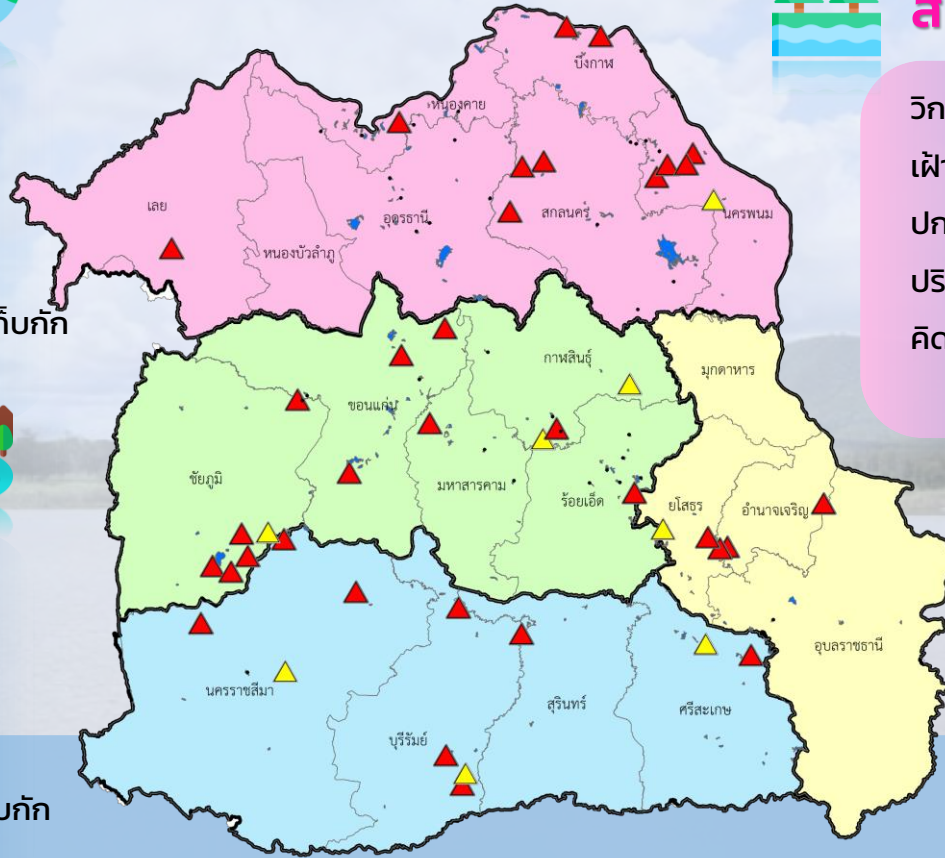 ส
วิก
เฝ้า
ปก
ปริ
คิด
บึงกาฬ
หนองคาย
เลย
อุดรธานี
สกลนคร
นครพนม
หนองบัวลำภู
ก็บกัก
กาฬสินธุ์
มุกดาหาร
ขอนแก่น
ชัยภูมิ
มหาสารคาม
ร้อยเอ็ด
ยโสธร
อำนาจเจริญ
อุบลราชธานี
นครราชสีมา
สุรินทร์
ศรีสะเกษ
บุรีรัมย์
บกัก